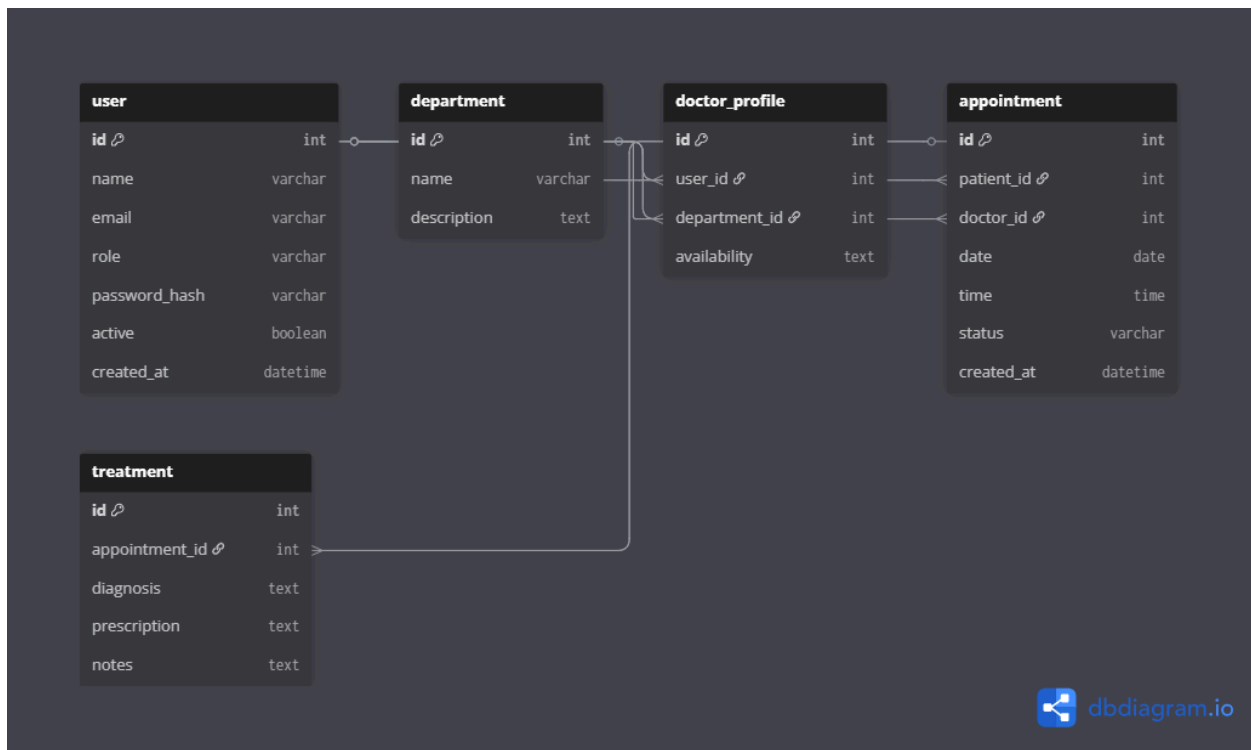 user
id int
name varchar
email varchar
role varchar
password_hash varchar
active boolean
created_at datetime
department
id int
name varchar
description text
doctor_profile
id int
user_id int
department_id int
availability text
appointment
id int
patient_id int
doctor_id int
date date
time time
status varchar
created_at datetime
treatment
id int
appointment_id int
diagnosis text
prescription text
notes text
dbdiagram.io